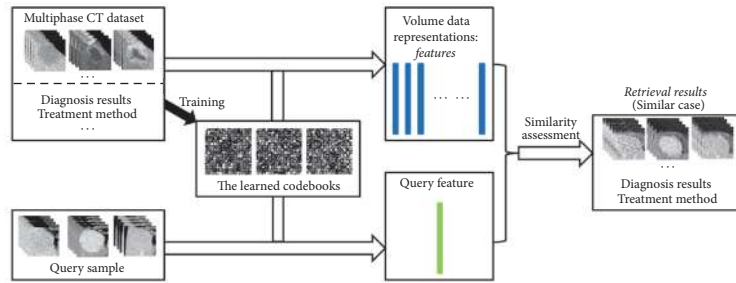 Multiphase CT dataset
...
Diagnosis results
Treatment method
...
Training
The learned codebooks
Query sample
Volume data
representations:
features
... ...
Query feature
Similarity
assessment
Retrieval results
(Similar case)
...
Diagnosis results
Treatment method